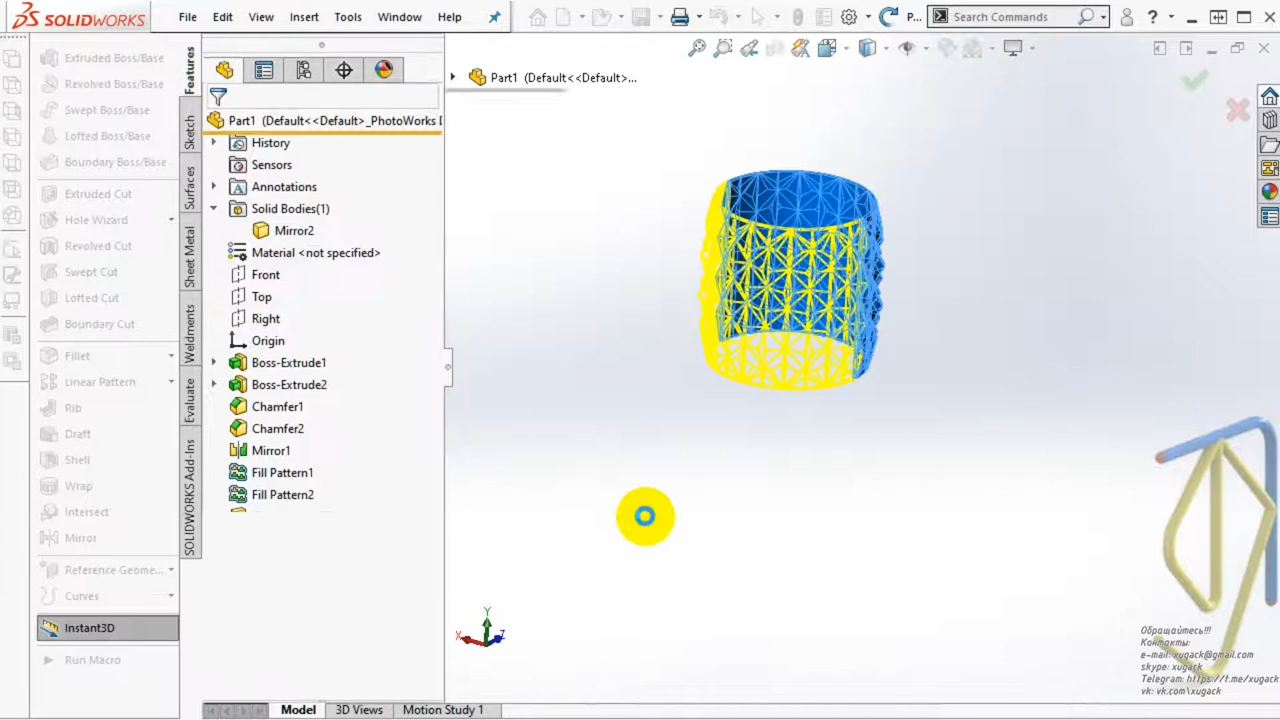 SOLIDWORKS File Edit View Insert Tools Window Help P... Search Commands ?
Extruded Boss/Base
Revolved Boss/Base
Swept Boss/Base
Lofted Boss/Base
Boundary Boss/Base
Extruded Cut
Hole Wizard
Revolved Cut
Swept Cut
Lofted Cut
Boundary Cut
Fillet
Linear Pattern
Rib
Draft
Shell
Wrap
Intersect
Mirror
Reference Geome...
Curves
Instant3D
Run Macro
Features
Sketch
Surfaces
Sheet Metal
Weldments
Evaluate
SOLIDWORKS Add-Ins
Part1 (Default<<Default>_PhotoWorks
History
Sensors
Annotations
Solid Bodies(1)
Mirror2
Material <not specified>
Front
Top
Right
Origin
Boss-Extrude1
Boss-Extrude2
Chamfer1
Chamfer2
Mirror1
Fill Pattern1
Fill Pattern2
Part1 (Default<<Default>...
X Y Z
Обращайтесь!!!
Контакты:
e-mail: xugack@gmail.com
skype: xugack
Telegram: https://t.me/xugack
vk: vk.com\xugack
Model 3D Views Motion Study 1